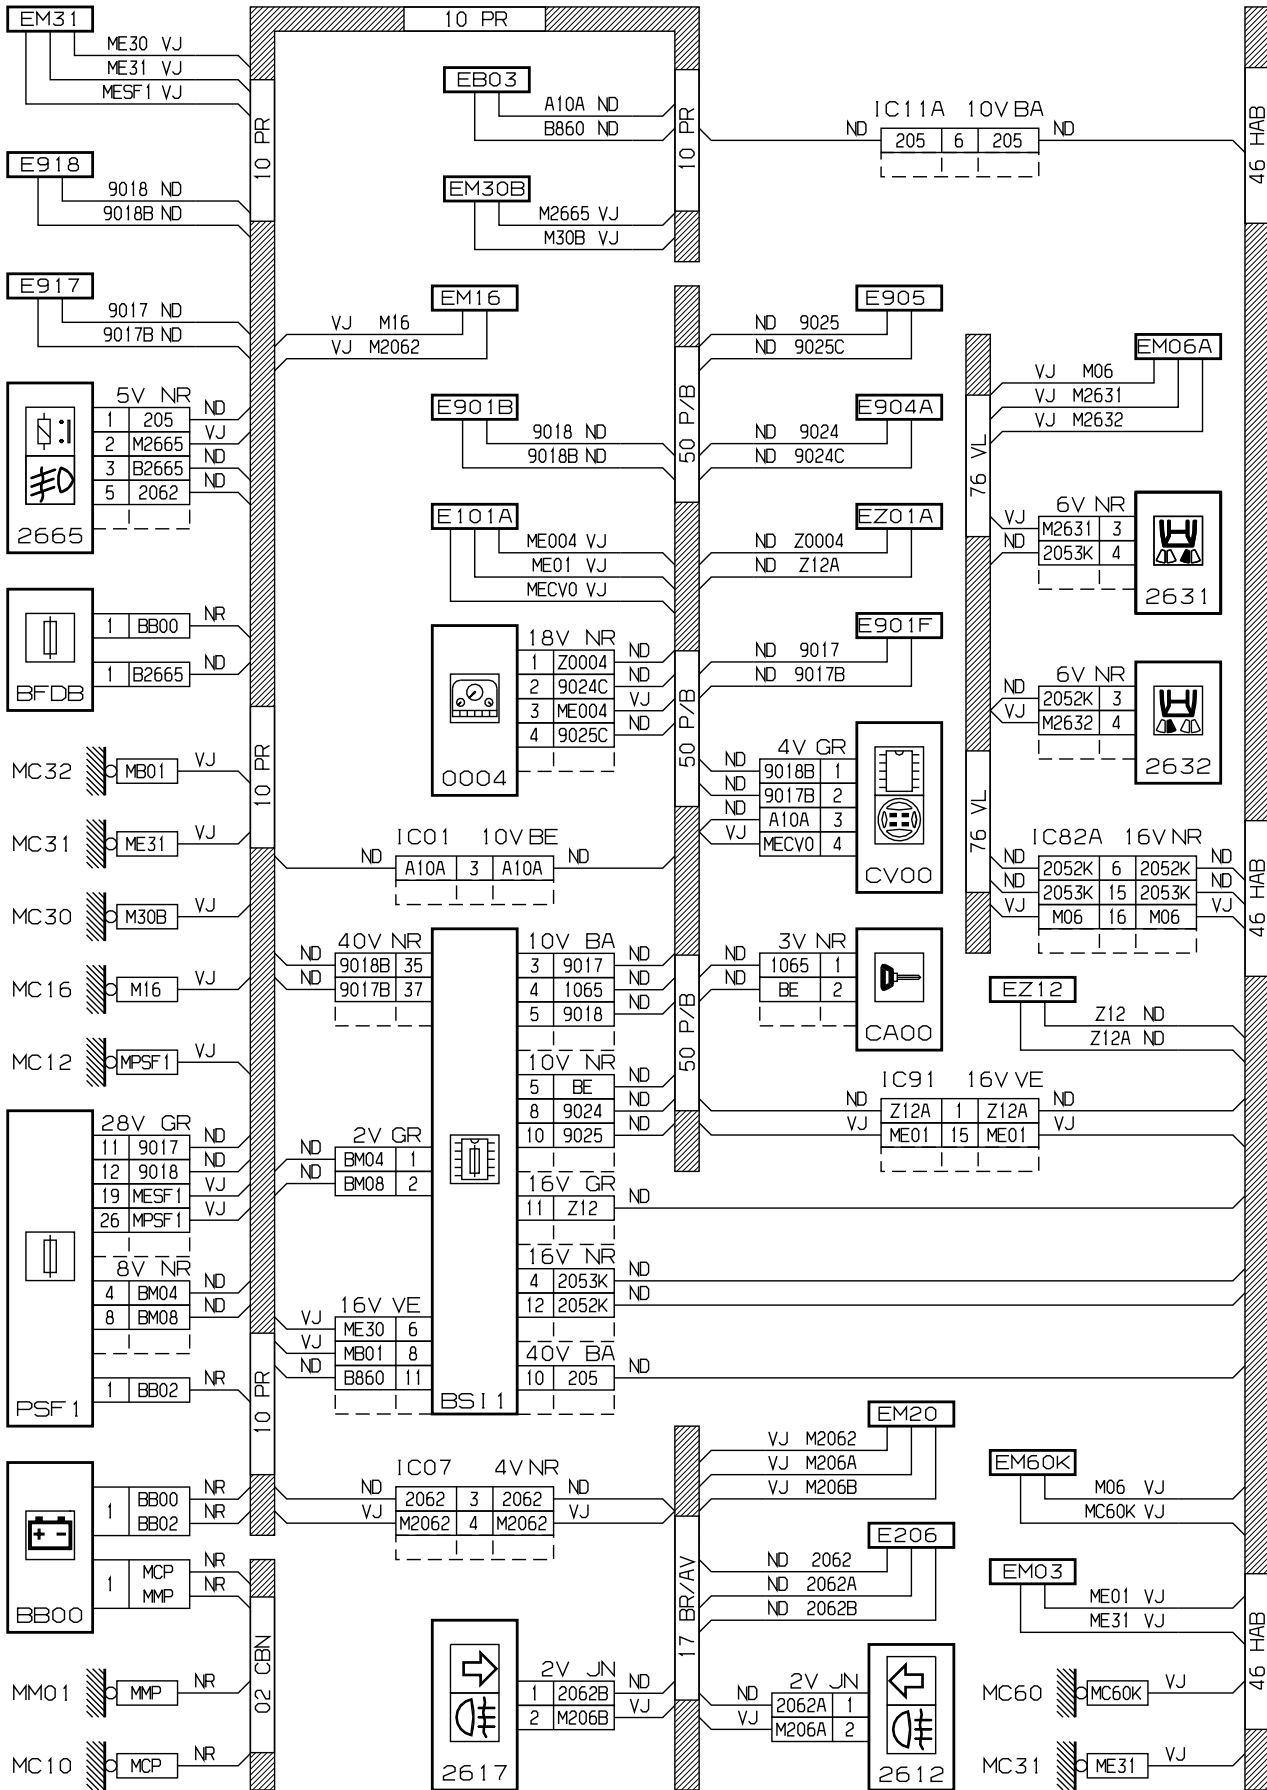 EM31
ME30 VJ
ME31 VJ
MESF1 VJ
10 PR
10 PR
E918
9018 ND
9018B ND
E917
9017 ND
9017B ND
5V NR
1 205 ND
2 M2665 VJ
3 B2665 ND
5 2062 ND
2665
1 BB00 NR
1 B2665 ND
BFDB
MC32 MB01 VJ
10 PR
MC31 ME31 VJ
MC30 M30B VJ
MC16 M16 VJ
MC12 MPSF1 VJ
28V GR
11 9017 ND
12 9018 ND
19 MESF1 VJ
26 MPSF1 VJ
8V NR
4 BM04 ND
8 BM08 ND
1 BB02 NR
PSF1
10 PR
1 BB00 NR
BB02 NR
1 MCP NR
MMP NR
BB00
MM01 MMP NR
02 CBN
MC10 MCP NR
EB03
A10A ND
B860 ND
10 PR
EM30B
M2665 VJ
M30B VJ
EM16
VJ M16
VJ M2062
E901B
9018 ND
9018B ND
50 P/B
E101A
ME004 VJ
ME01 VJ
MECV0 VJ
18V NR
1 Z0004 ND
2 9024C ND
3 ME004 VJ
4 9025C ND
0004
50 P/B
IC01 10V BE
ND A10A 3 A10A ND
40V NR
ND 9018B 35
ND 9017B 37
2V GR
ND BM04 1
ND BM08 2
16V VE
VJ ME30 6
VJ MB01 8
ND B860 11
10V BA
3 9017 ND
4 1065 ND
5 9018 ND
10V NR
5 BE ND
8 9024 ND
10 9025 ND
16V GR
11 Z12 ND
16V NR
4 2053K ND
12 2052K ND
40V BA
10 205 ND
BSI1
50 P/B
IC07 4V NR
ND 2062 3 2062 ND
VJ M2062 4 M2062 VJ
2V JN
1 2062B ND
2 M206B VJ
2617
17 BR/AV
IC11A 10V BA
ND 205 6 205 ND
46 HAB
E905
ND 9025
ND 9025C
E904A
ND 9024
ND 9024C
EZ01A
ND Z0004
ND Z12A
E901F
ND 9017
ND 9017B
4V GR
ND 9018B 1
ND 9017B 2
ND A10A 3
VJ MECV0 4
CV00
3V NR
ND 1065 1
ND BE 2
CA00
IC91 16V VE
ND Z12A 1 Z12A ND
VJ ME01 15 ME01 VJ
EM20
VJ M2062
VJ M206A
VJ M206B
E206
ND 2062
ND 2062A
ND 2062B
2V JN
ND 2062A 1
VJ M206A 2
2612
EM06A
VJ M06
VJ M2631
VJ M2632
76 VL
6V NR
VJ M2631 3
ND 2053K 4
2631
6V NR
ND 2052K 3
VJ M2632 4
2632
76 VL
IC82A 16V NR
ND 2052K 6 2052K ND
ND 2053K 15 2053K ND
VJ M06 16 M06 VJ
46 HAB
EZ12
Z12 ND
Z12A ND
EM60K
M06 VJ
MC60K VJ
EM03
ME01 VJ
ME31 VJ
46 HAB
MC60 MC60K VJ
MC31 ME31 VJ